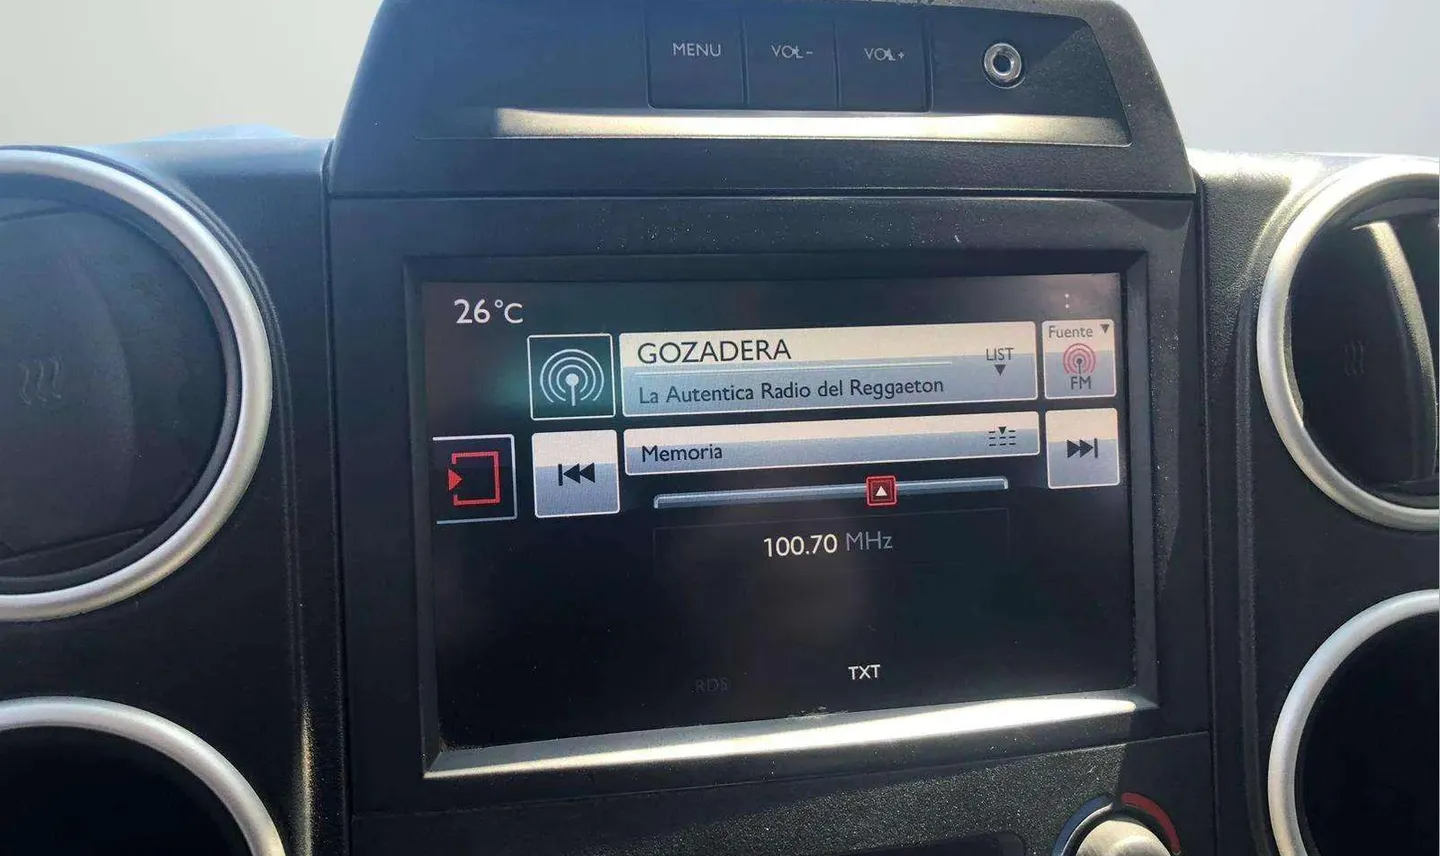 MENU VOL- VOL+
26°C
Fuente
GOZADERA
LIST
FM
La Autentica Radio del Reggaeton
Memoria
100.70 MHz
TXT
RDS